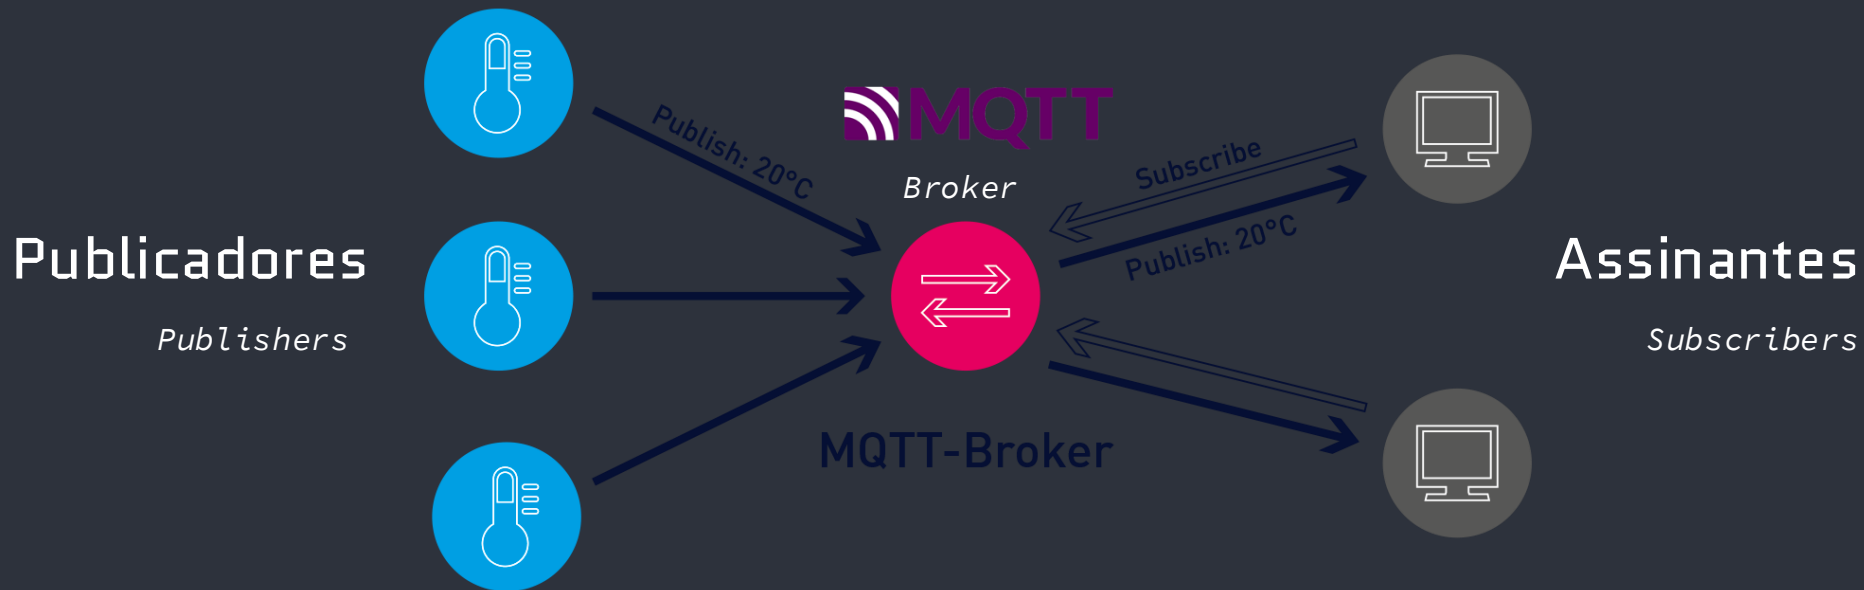 MQTT
Publish: 20°C
Broker
Subscribe
Publish: 20°C
Publicadores
Publishers
Assinantes
Subscribers
MQTT-Broker